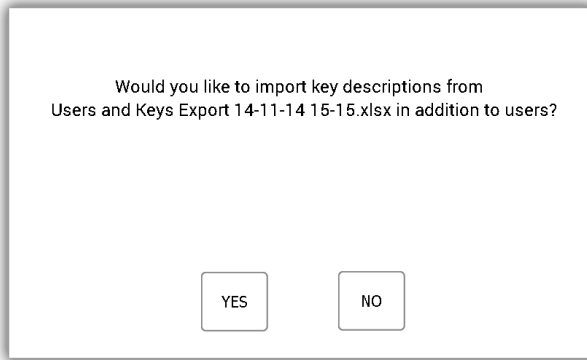 Would you like to import key descriptions from
Users and Keys Export 14-11-14 15-15.xlsx in addition to users?
YES
NO